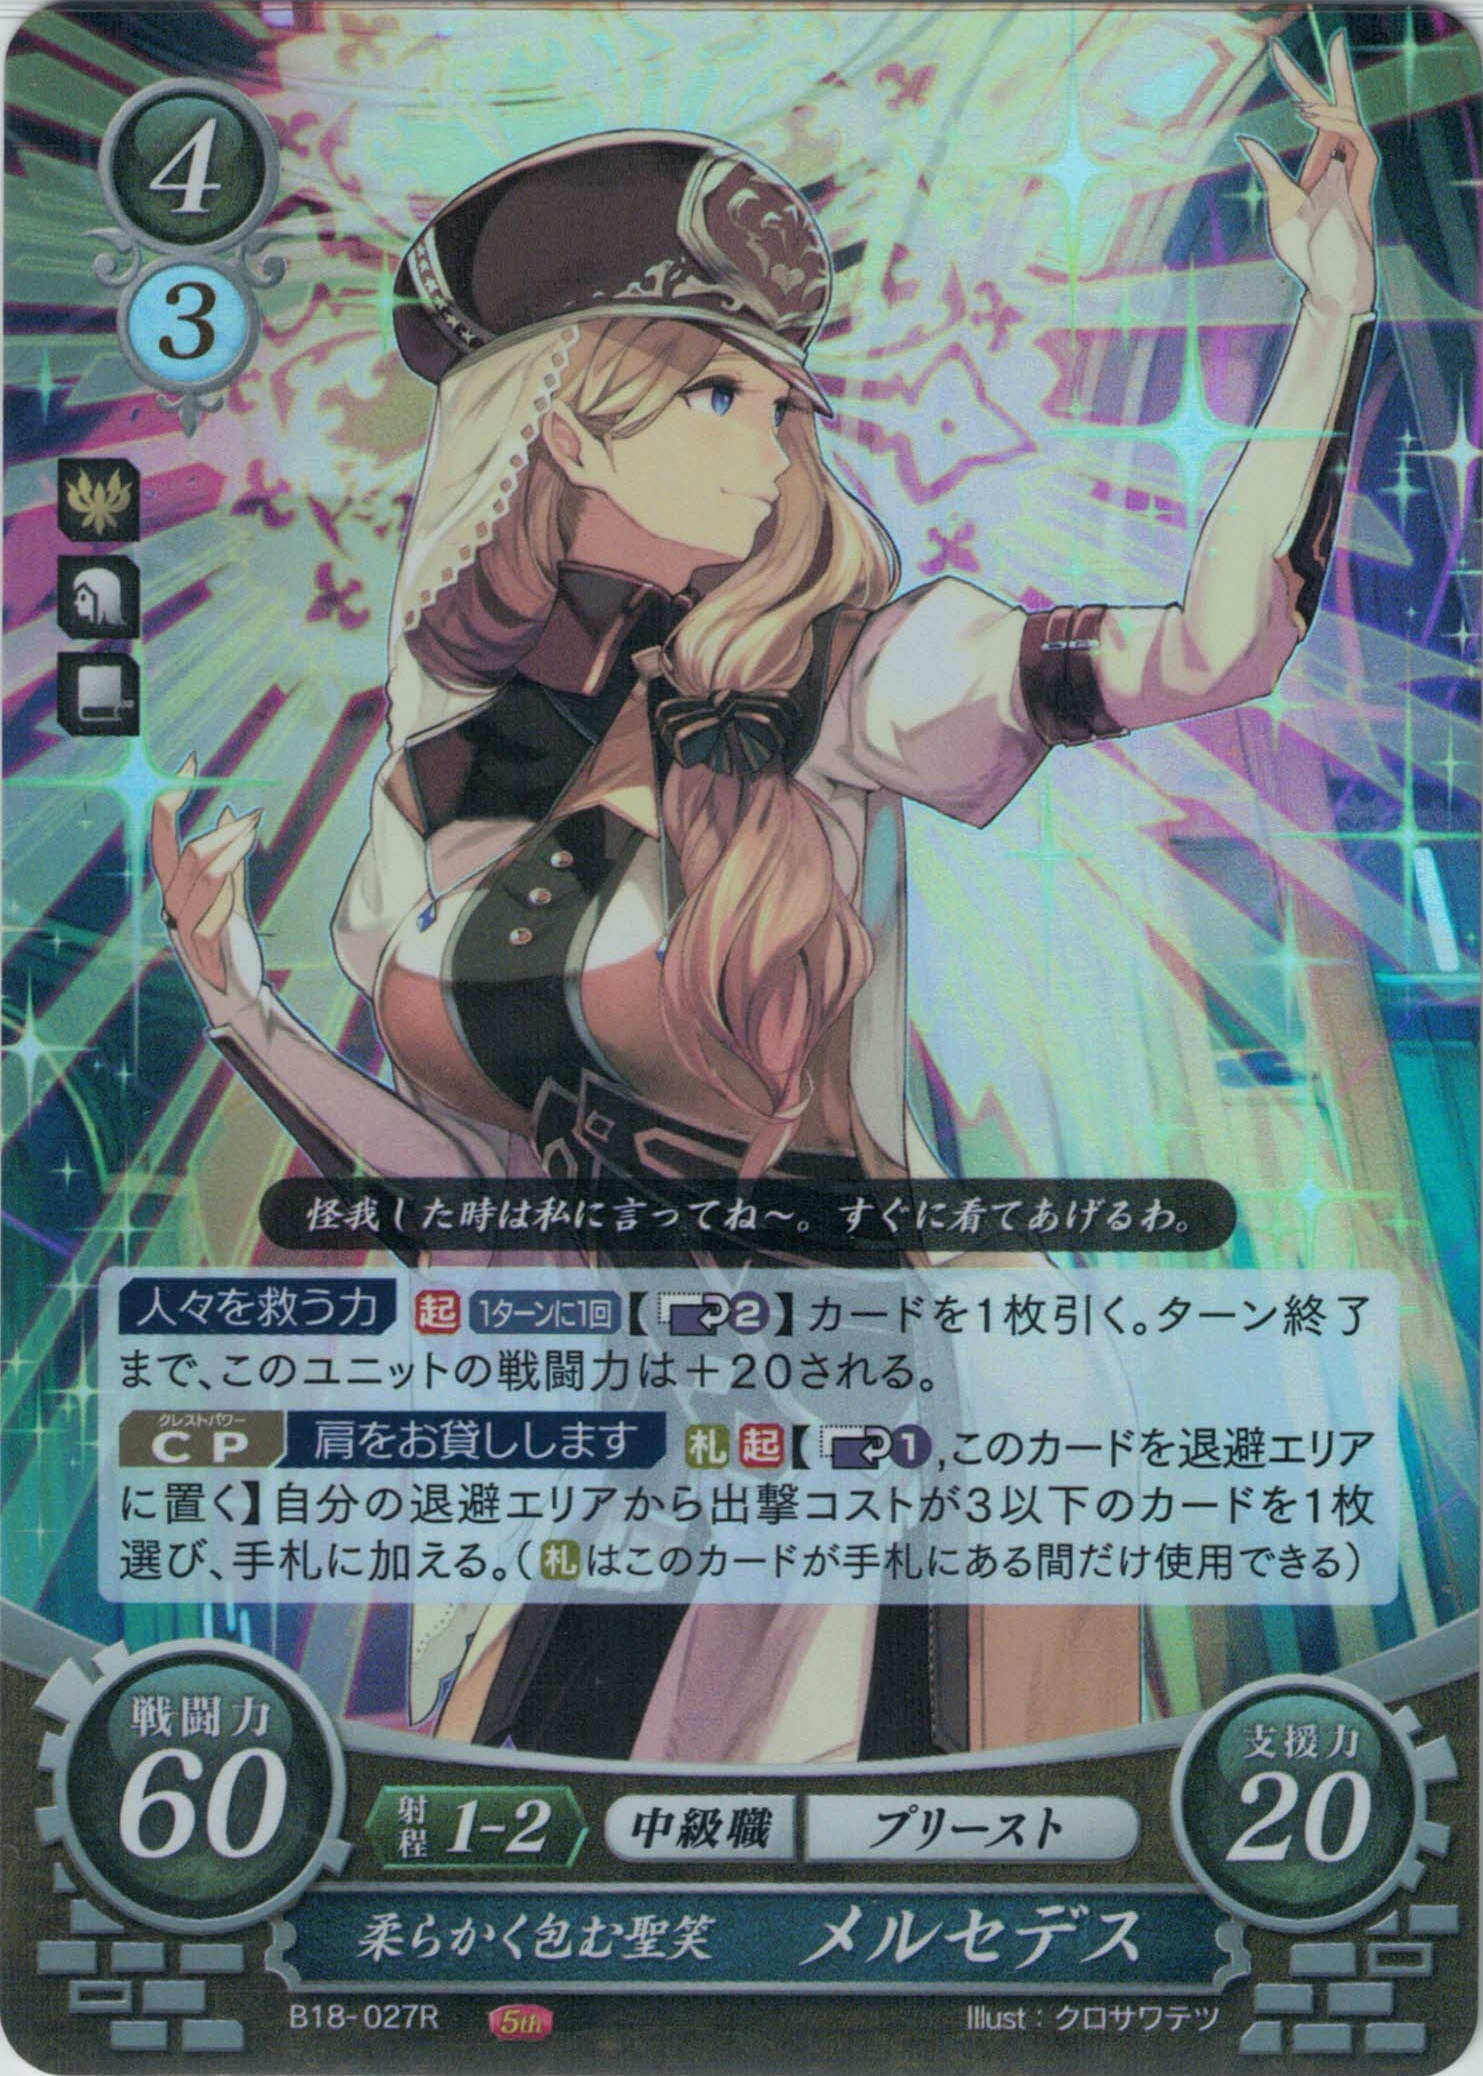 4
3
怪我した時は私に言ってね～。すぐに看てあげるわ。
人々を救う力 起 1ターンに1回 【 2】カードを1枚引く。ターン終了
まで、このユニットの戦闘力は＋20される。
クレストパワー
CP 肩をお貸しします 札 起【 1,このカードを退避エリア
に置く】自分の退避エリアから出撃コストが3以下のカードを1枚
選び、手札に加える。（札はこのカードが手札にある間だけ使用できる）
戦闘力
60
射程 1-2 中級職 プリースト
支援力
20
柔らかく包む聖笑 メルセデス
B18-027R 5th Illust：クロサワテツ